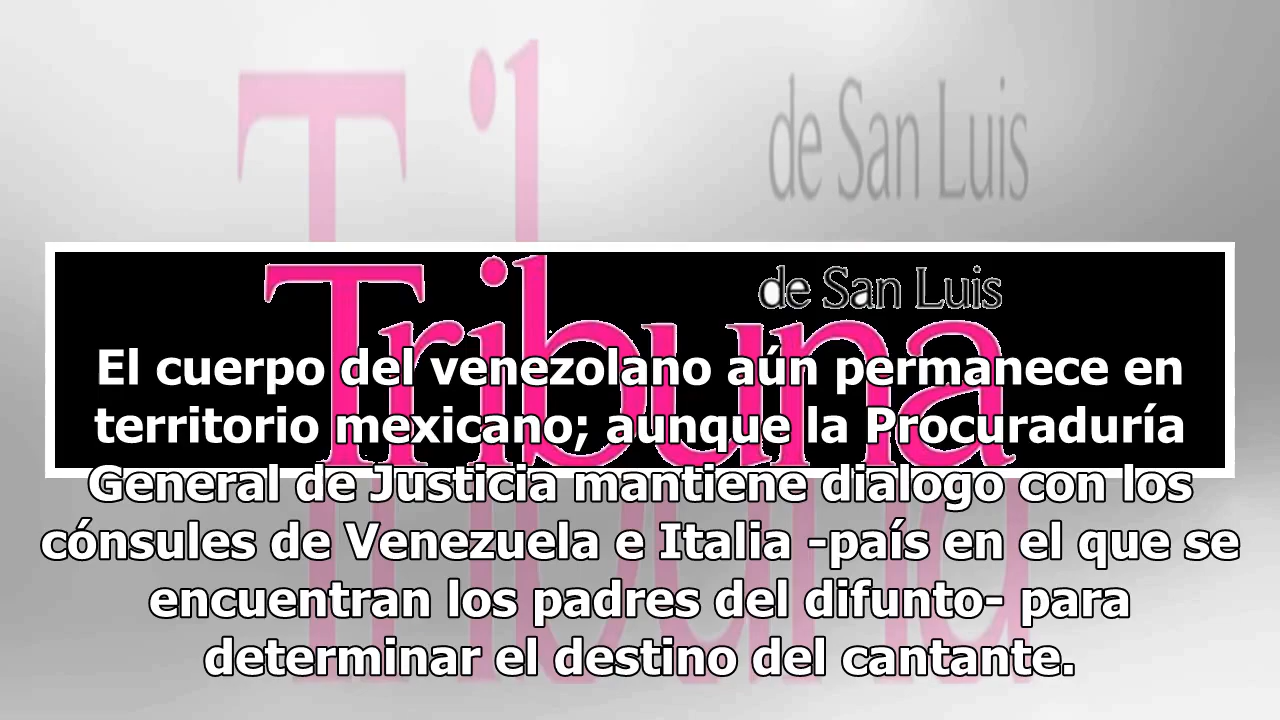 Tribuna
de San Luis
de San Luis
Tribuna
El cuerpo del venezolano aún permanece en
territorio mexicano; aunque la Procuraduría
General de Justicia mantiene dialogo con los
cónsules de Venezuela e Italia -país en el que se
encuentran los padres del difunto- para
determinar el destino del cantante.